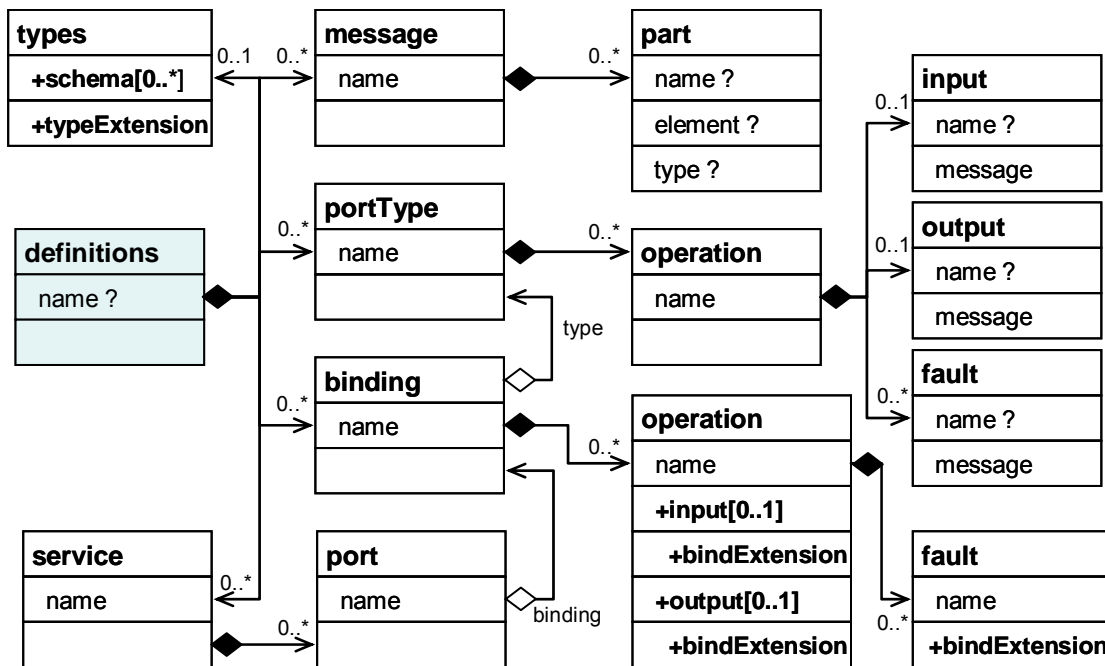 types
+schema[0..*]
+typeExtension
0..1
0..*
message
name
0..*
part
name ?
element ?
type ?
input
name ?
message
0..1
definitions
name ?
0..*
portType
name
0..*
operation
name
output
name ?
message
0..1
type
fault
name ?
message
0..*
0..*
binding
name
0..*
operation
name
+input[0..1]
+bindExtension
+output[0..1]
+bindExtension
service
name
0..*
0..*
port
name
binding
fault
name
+bindExtension
0..*